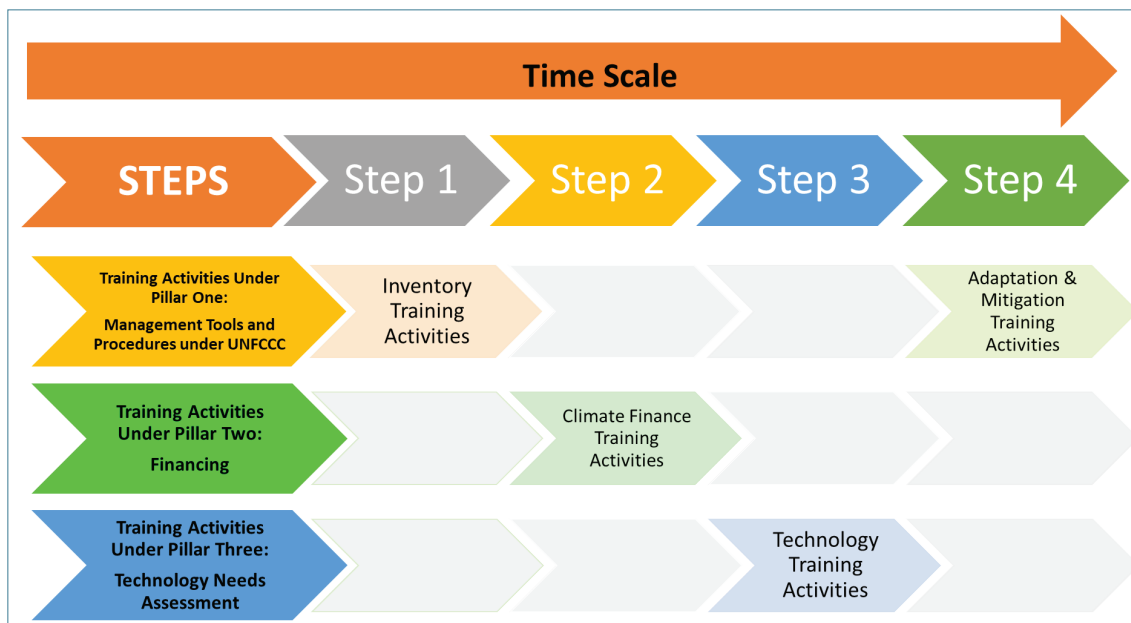 Time Scale
STEPS
Step 1
Step 2
Step 3
Step 4
Training Activities Under
Pillar One:
Management Tools and
Procedures under UNFCCC
Inventory
Training
Activities
Adaptation &
Mitigation
Training
Activities
Training Activities
Under Pillar Two:
Financing
Climate Finance
Training
Activities
Training Activities
Under Pillar Three:
Technology Needs
Assessment
Technology
Training
Activities